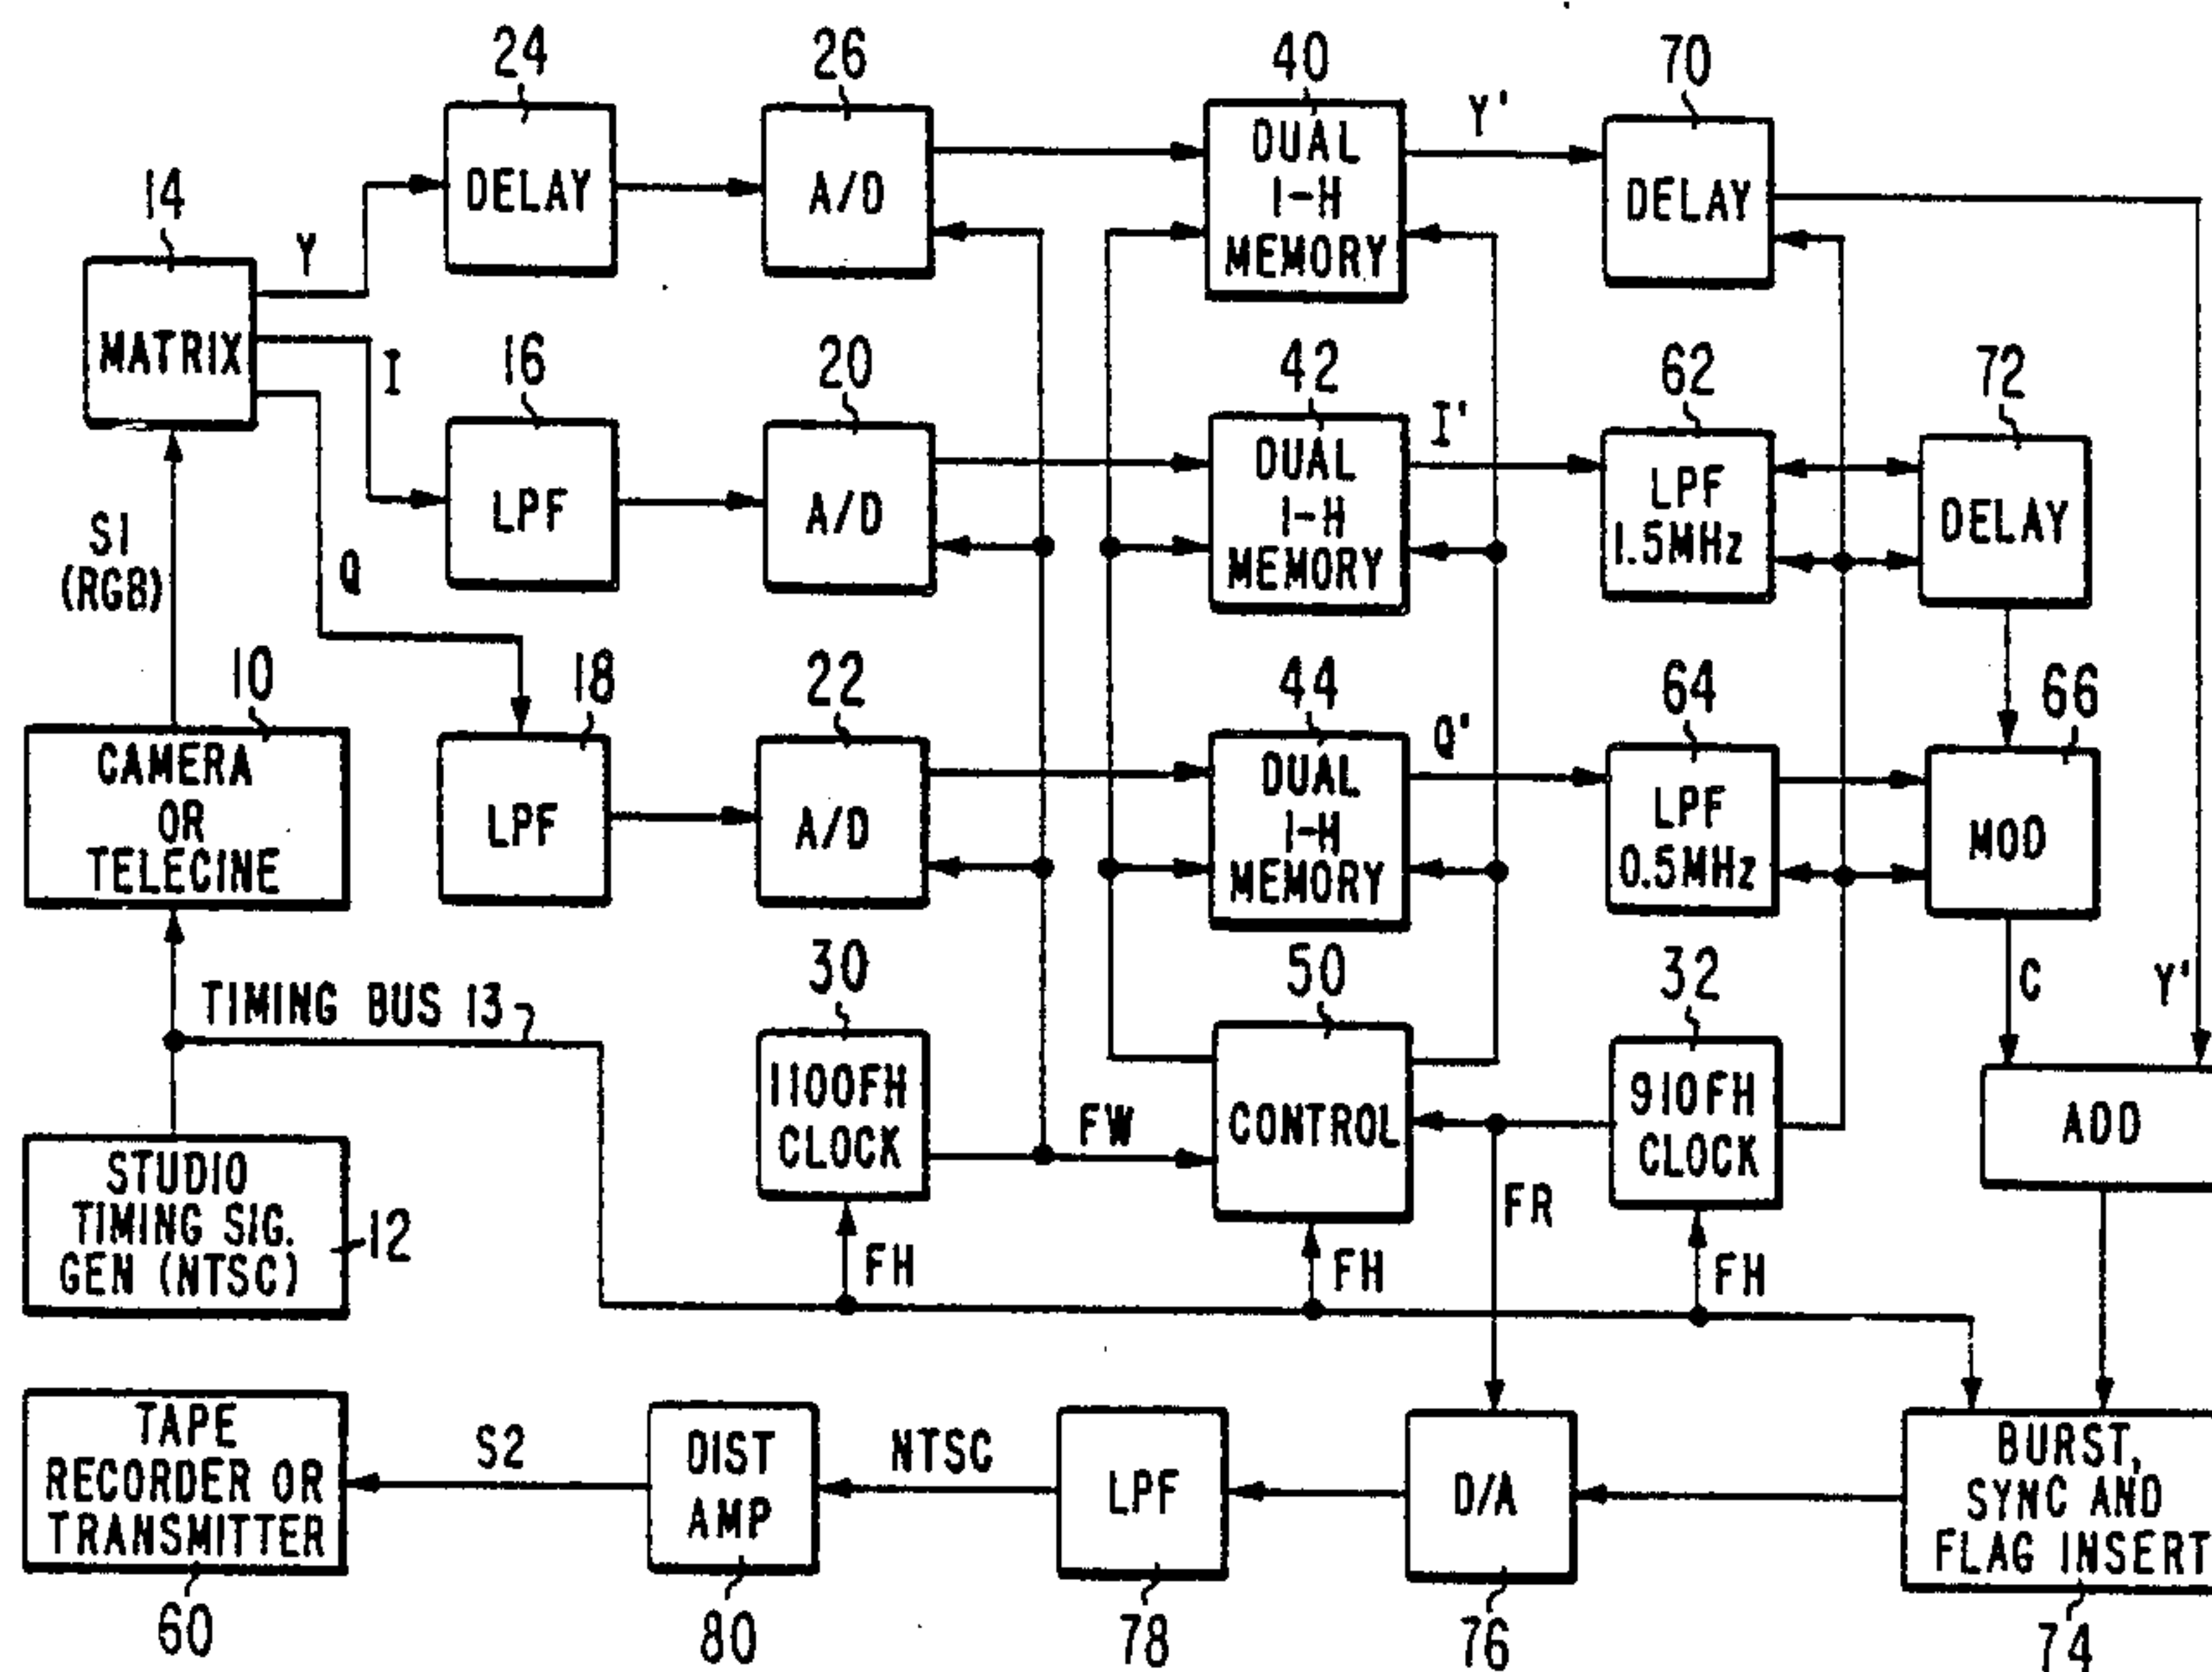 24
26
40
70
14
Y
DELAY
A/D
DUAL
1-H
MEMORY
Y'
DELAY
MATRIX
I
16
20
42
I'
62
72
S1
(RGB)
Q
LPF
A/D
DUAL
1-H
MEMORY
LPF
1.5MHz
DELAY
10
18
22
44
Q'
64
66
CAMERA
OR
TELECINE
LPF
A/D
DUAL
1-H
MEMORY
LPF
0.5MHz
MOD
TIMING BUS 13
30
50
32
C
Y'
STUDIO
TIMING SIG.
GEN (NTSC)
12
1100FH
CLOCK
FW
CONTROL
910FH
CLOCK
ADD
FR
FH
FH
FH
TAPE
RECORDER OR
TRANSMITTER
S2
DIST
AMP
NTSC
LPF
D/A
BURST,
SYNC AND
FLAG INSERT
60
80
78
76
74